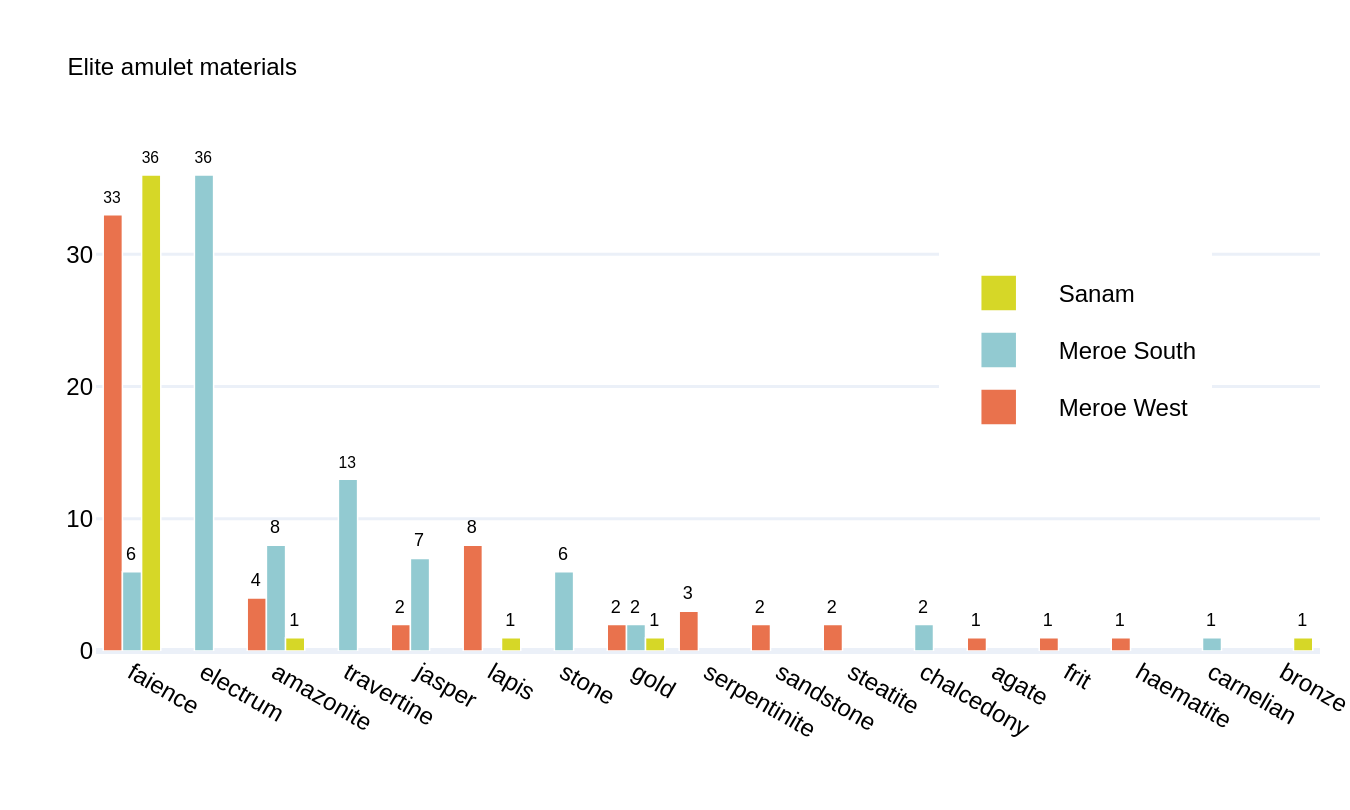 Elite amulet materials
36
36
33
30
Sanam
Meroe South
20
Meroe West
13
10
8
8
7
6
6
4
3
2
2
2
2
2
2
1
1
1
1
1
1
1
1
0
faience
electrum
amazonite
travertine
jasper
lapis
stone
gold
serpentinite
sandstone
steatite
chalcedony
agate
frit
haematite
carnelian
bronze